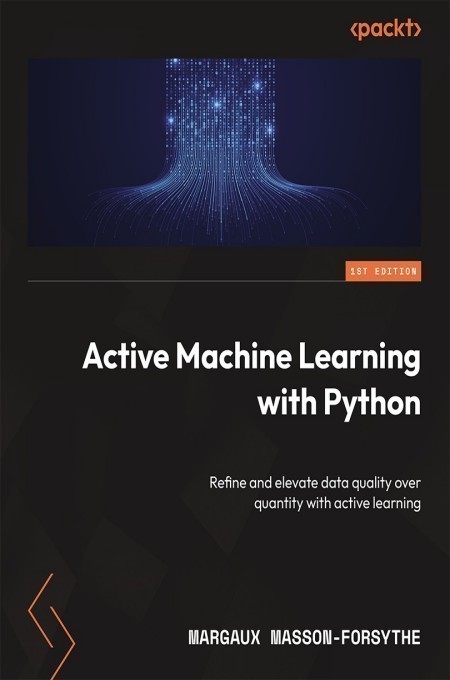 <packt>
1ST EDITION
Active Machine Learning
with Python
Refine and elevate data quality over
quantity with active learning
MARGAUX MASSON-FORSYTHE